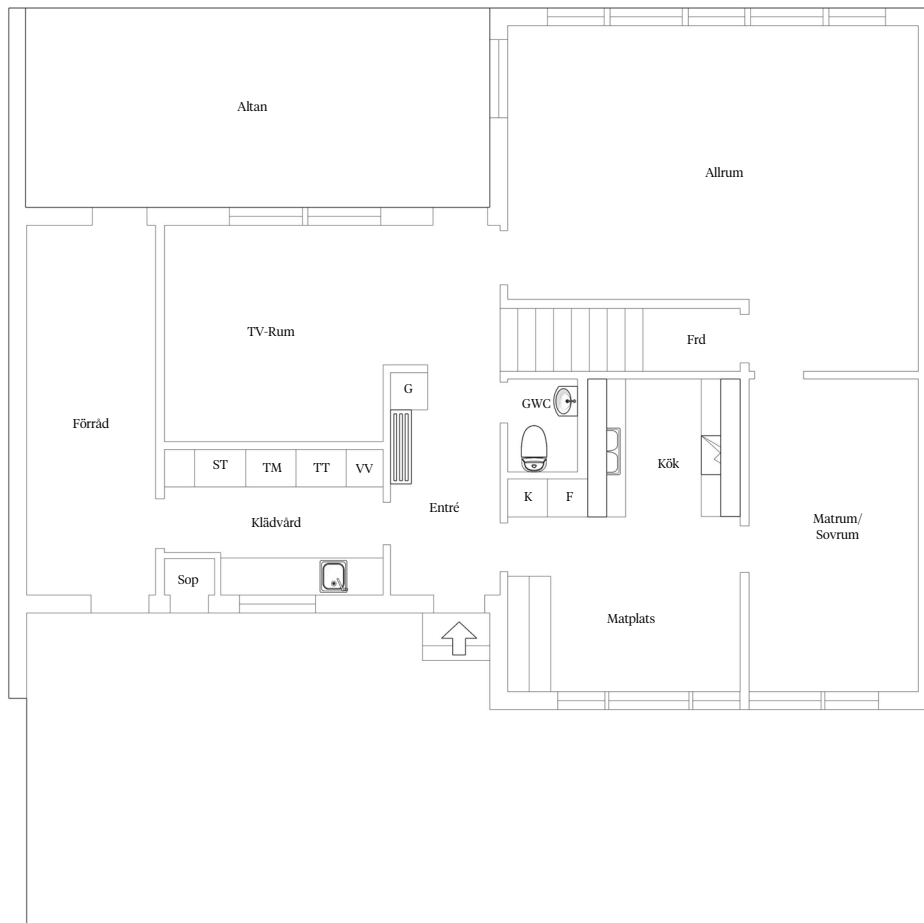 Altan
Allrum
TV-Rum
Frd
G
GWC
Förråd
ST
TM
TT
VV
Kök
K
F
Entré
Klädvård
Matrum/
Sovrum
Sop
Matplats